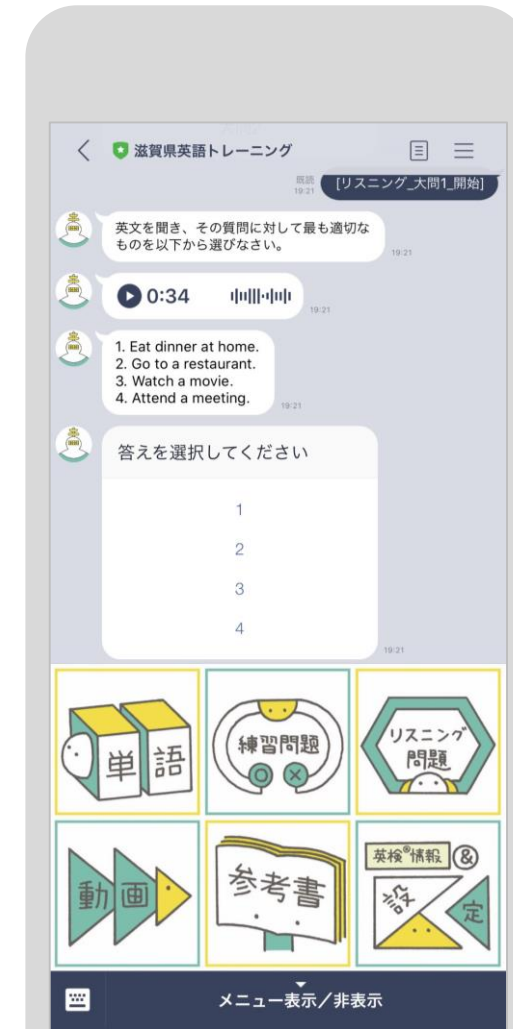 滋賀県英語トレーニング
既読
19:21
[リスニング_大問1_開始]
英文を聞き、その質問に対して最も適切な
ものを以下から選びなさい。
19:21
0:34
19:21
1. Eat dinner at home.
2. Go to a restaurant.
3. Watch a movie.
4. Attend a meeting.
19:21
答えを選択してください
1
2
3
4
19:21
単語
練習問題
リスニング
問題
動画
参考書
英検®情報&
設定
メニュー表示/非表示